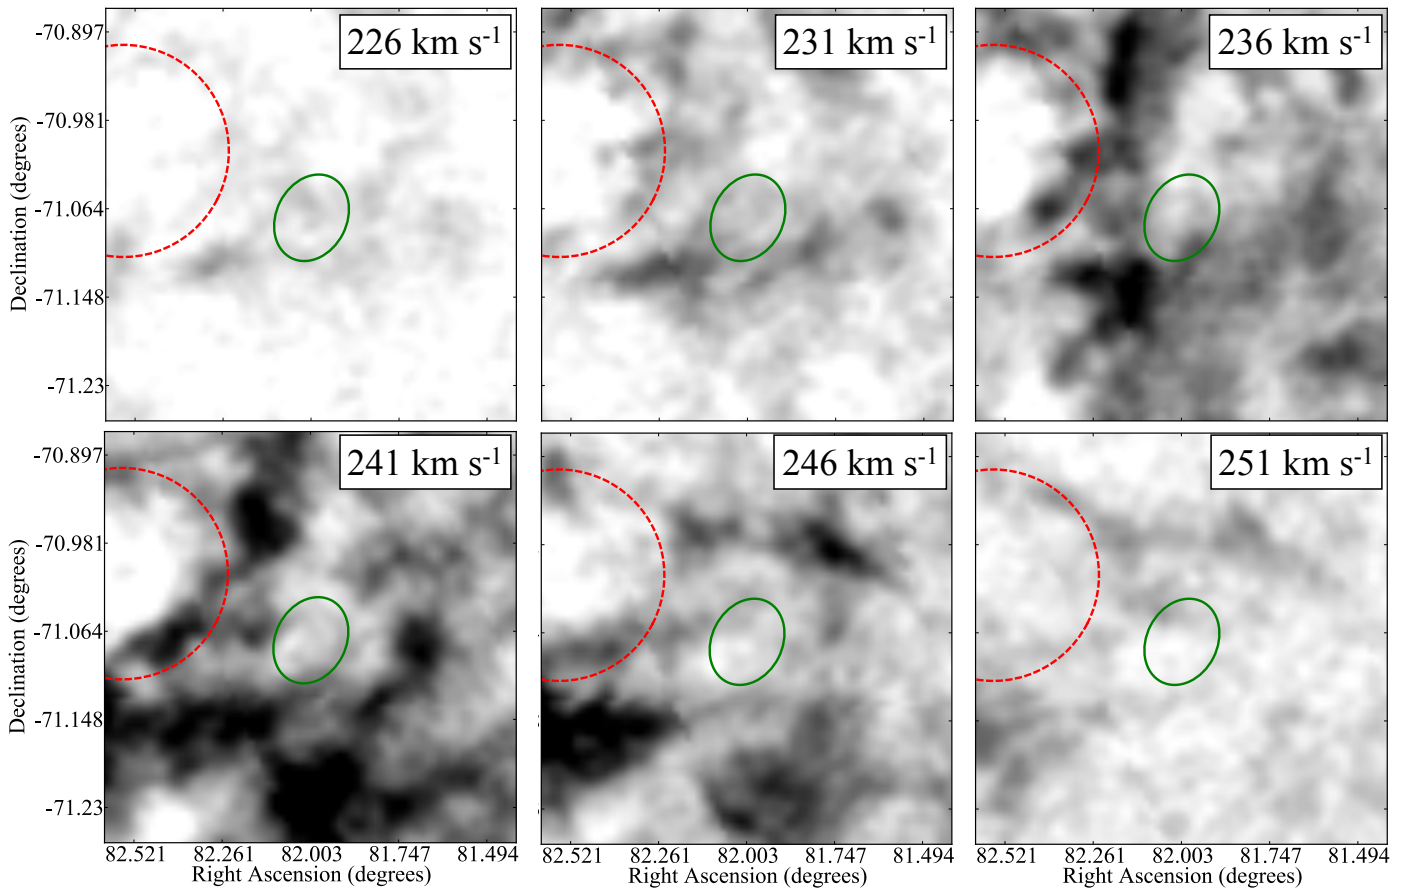 226 km s-1
231 km s-1
236 km s-1
-70.897
-70.981
-71.064
-71.148
-71.23
Declination (degrees)
241 km s-1
246 km s-1
251 km s-1
-70.897
-70.981
-71.064
-71.148
-71.23
Declination (degrees)
82.521 82.261 82.003 81.747 81.494
82.521 82.261 82.003 81.747 81.494
82.521 82.261 82.003 81.747 81.494
Right Ascension (degrees)
Right Ascension (degrees)
Right Ascension (degrees)